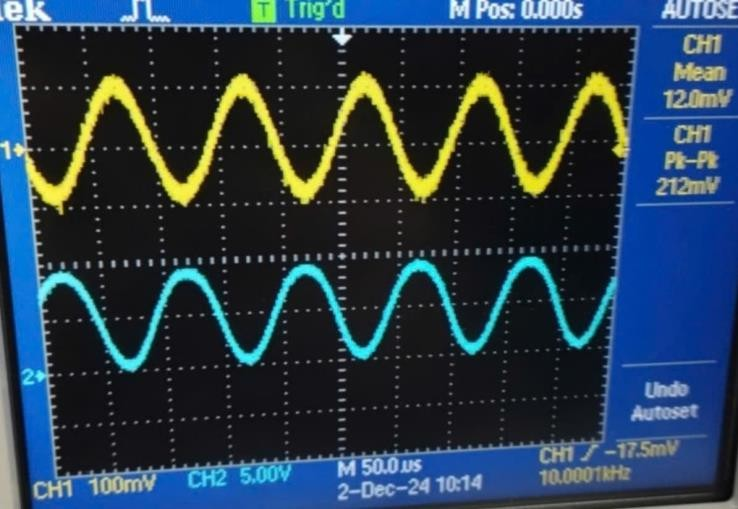 ek
T Trig'd
M Pos: 0.000s
AUTOSE
CH1
Mean
12.0mV
CH1
Pk-Pk
212mV
1
2
Undo
Autoset
CH1 100mV
CH2 5.00V
M 50.0us
CH1 -17.5mV
2-Dec-24 10:14
10.0001kHz